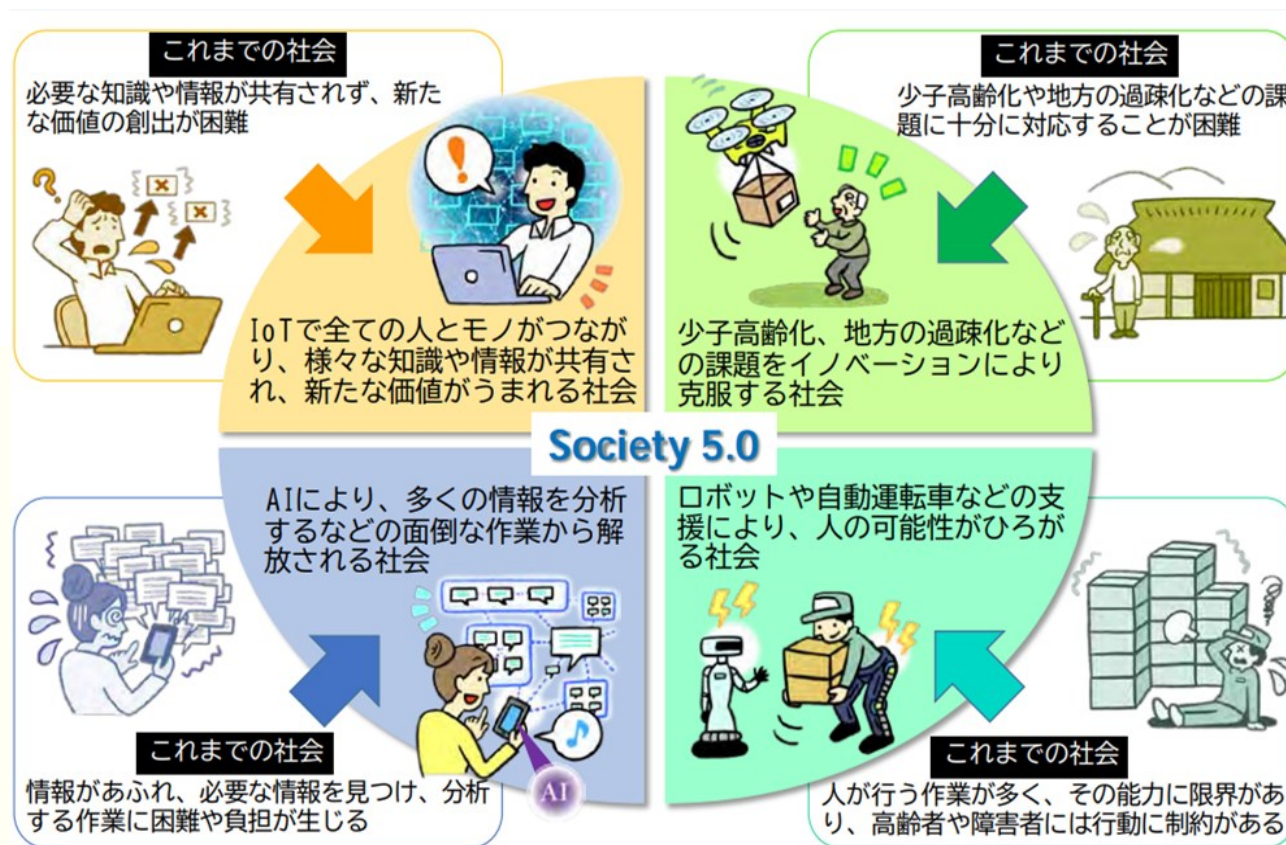 これまでの社会
必要な知識や情報が共有されず、新た
な価値の創出が困難
IoTで全ての人とモノがつなが
り、様々な知識や情報が共有さ
れ、新たな価値がうまれる社会
これまでの社会
少子高齢化や地方の過疎化などの課
題に十分に対応することが困難
少子高齢化、地方の過疎化など
の課題をイノベーションにより
克服する社会
Society 5.0
AIにより、多くの情報を分析
するなどの面倒な作業から解
放される社会
AI
これまでの社会
情報があふれ、必要な情報を見つけ、分析
する作業に困難や負担が生じる
ロボットや自動運転車などの支
援により、人の可能性がひろが
る社会
これまでの社会
人が行う作業が多く、その能力に限界があ
り、高齢者や障害者には行動に制約がある